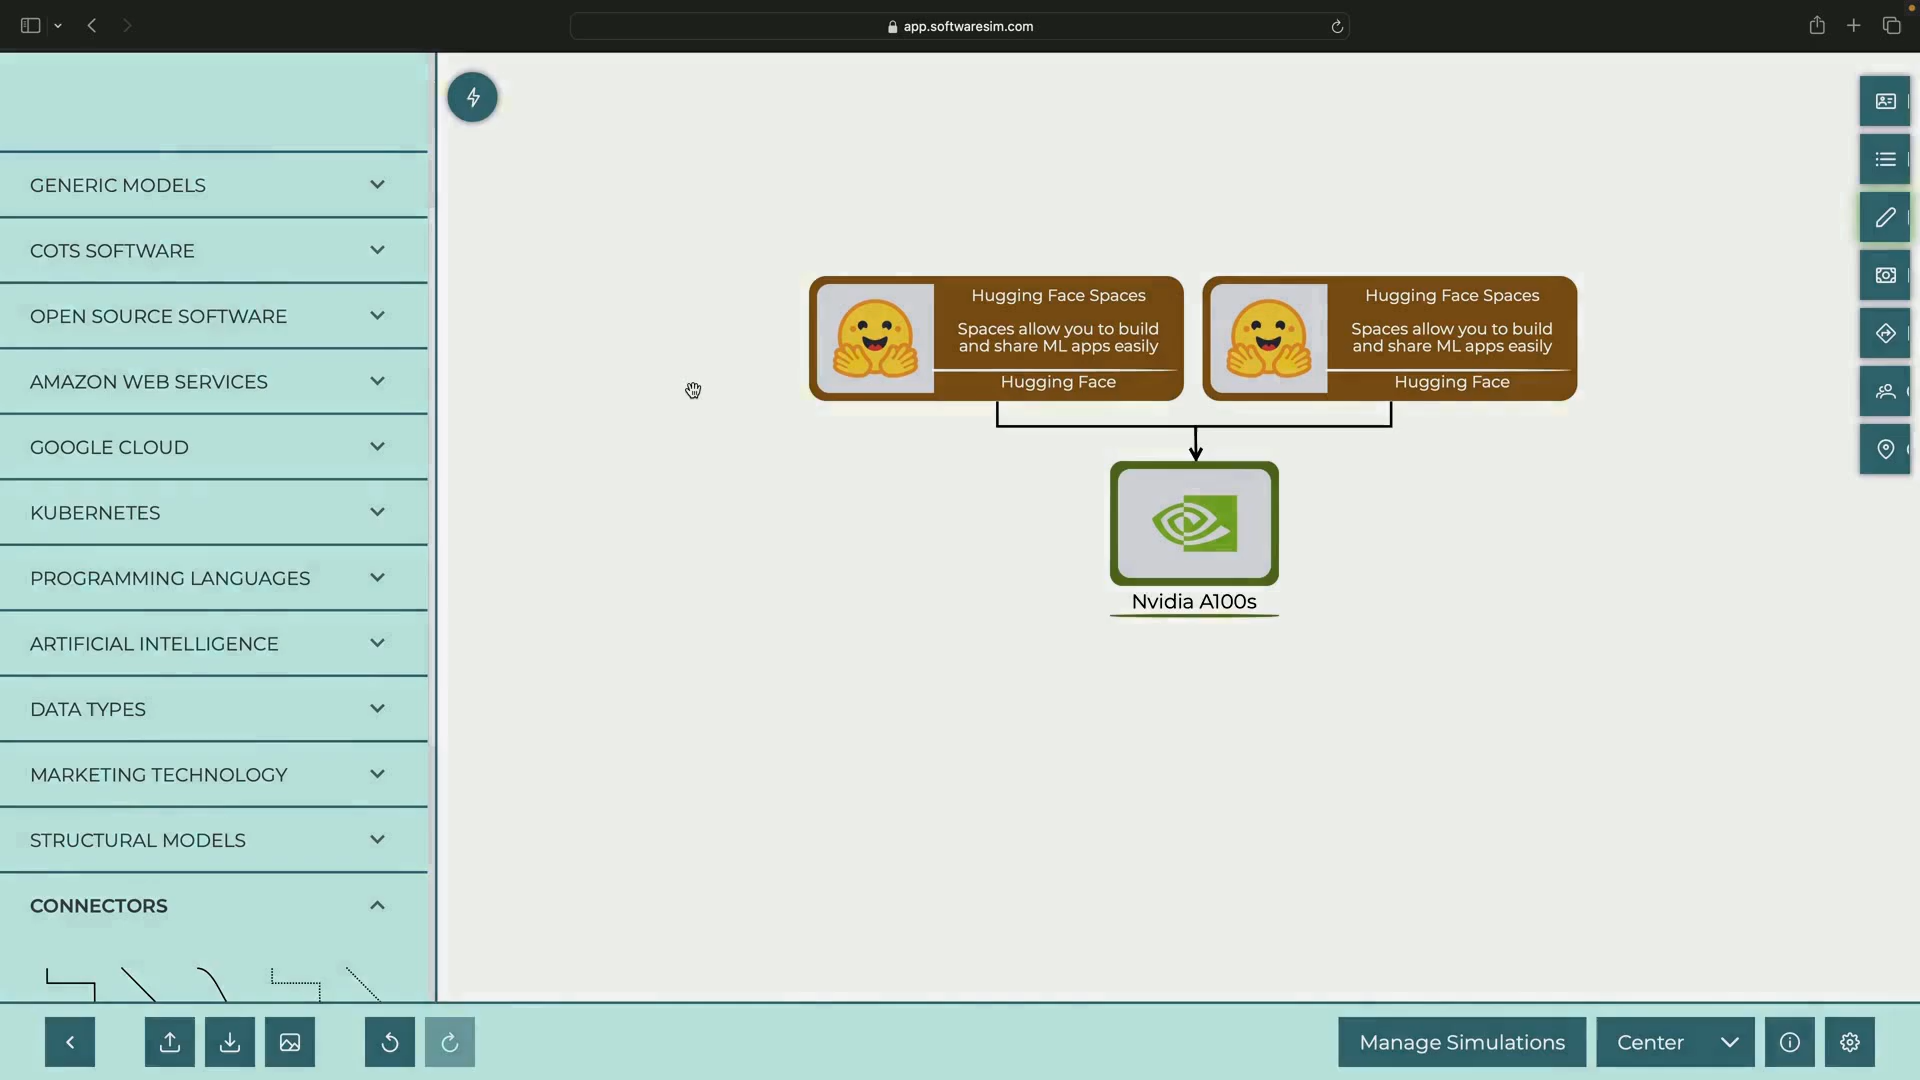 app.softwaresim.com
GENERIC MODELS
COTS SOFTWARE
OPEN SOURCE SOFTWARE
AMAZON WEB SERVICES
GOOGLE CLOUD
KUBERNETES
PROGRAMMING LANGUAGES
ARTIFICIAL INTELLIGENCE
DATA TYPES
MARKETING TECHNOLOGY
STRUCTURAL MODELS
CONNECTORS
Hugging Face Spaces
Spaces allow you to build
and share ML apps easily
Hugging Face
Hugging Face Spaces
Spaces allow you to build
and share ML apps easily
Hugging Face
Nvidia A100s
Manage Simulations
Center